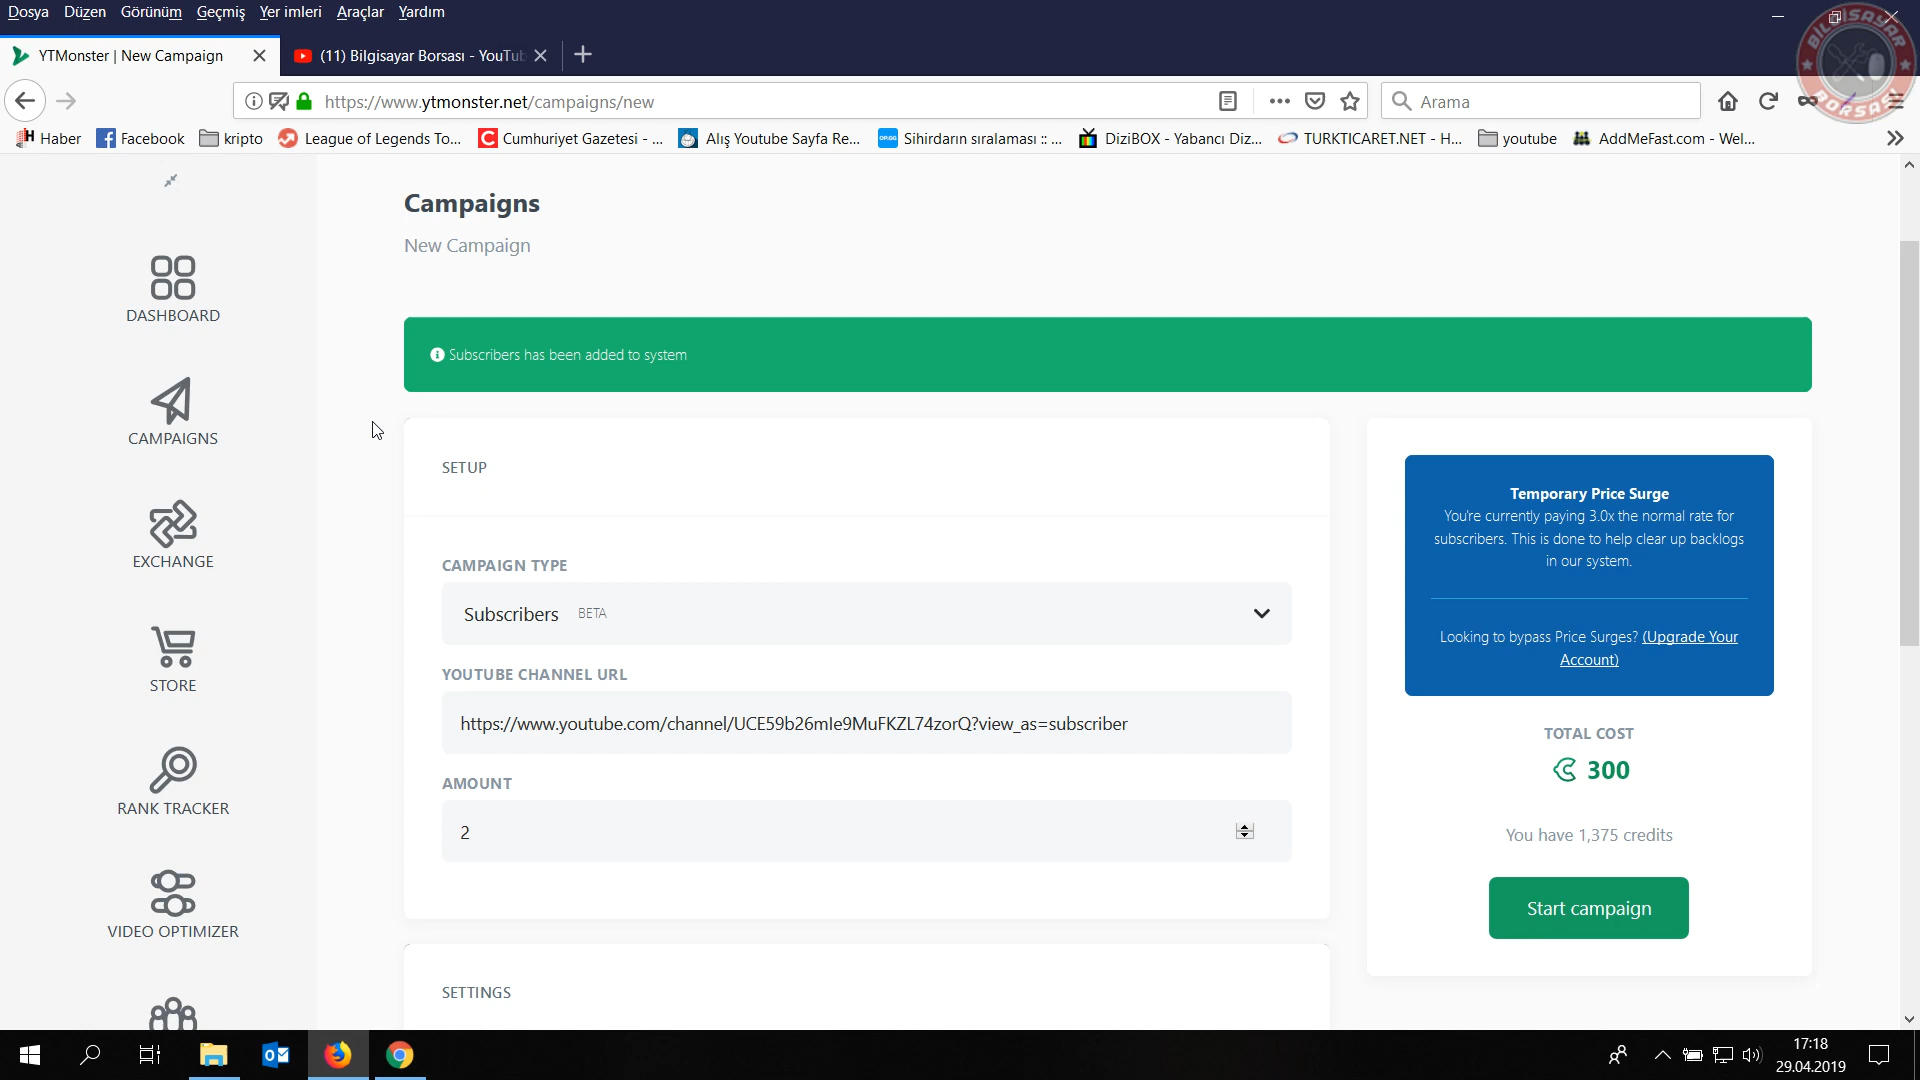 Dosya Düzen Görünüm Geçmiş Yer imleri Araçlar Yardım
YTMonster | New Campaign
(11) Bilgisayar Borsası - YouTub
https://www.ytmonster.net/campaigns/new
Arama
BİLGİSAYAR BORSASI
Haber Facebook kripto League of Legends To... Cumhuriyet Gazetesi - ... Alış Youtube Sayfa Re... Sihirdarın sıralaması :: ... DiziBOX - Yabancı Diz... TURKTICARET.NET - H... youtube AddMeFast.com - Wel...
DASHBOARD
CAMPAIGNS
EXCHANGE
STORE
RANK TRACKER
VIDEO OPTIMIZER
Campaigns
New Campaign
Subscribers has been added to system
SETUP
CAMPAIGN TYPE
Subscribers BETA
YOUTUBE CHANNEL URL
https://www.youtube.com/channel/UCE59b26mIe9MuFKZL74zorQ?view_as=subscriber
AMOUNT
2
SETTINGS
Temporary Price Surge
You're currently paying 3.0x the normal rate for
subscribers. This is done to help clear up backlogs
in our system.
Looking to bypass Price Surges? (Upgrade Your
Account)
TOTAL COST
300
You have 1,375 credits
Start campaign
17:18
29.04.2019